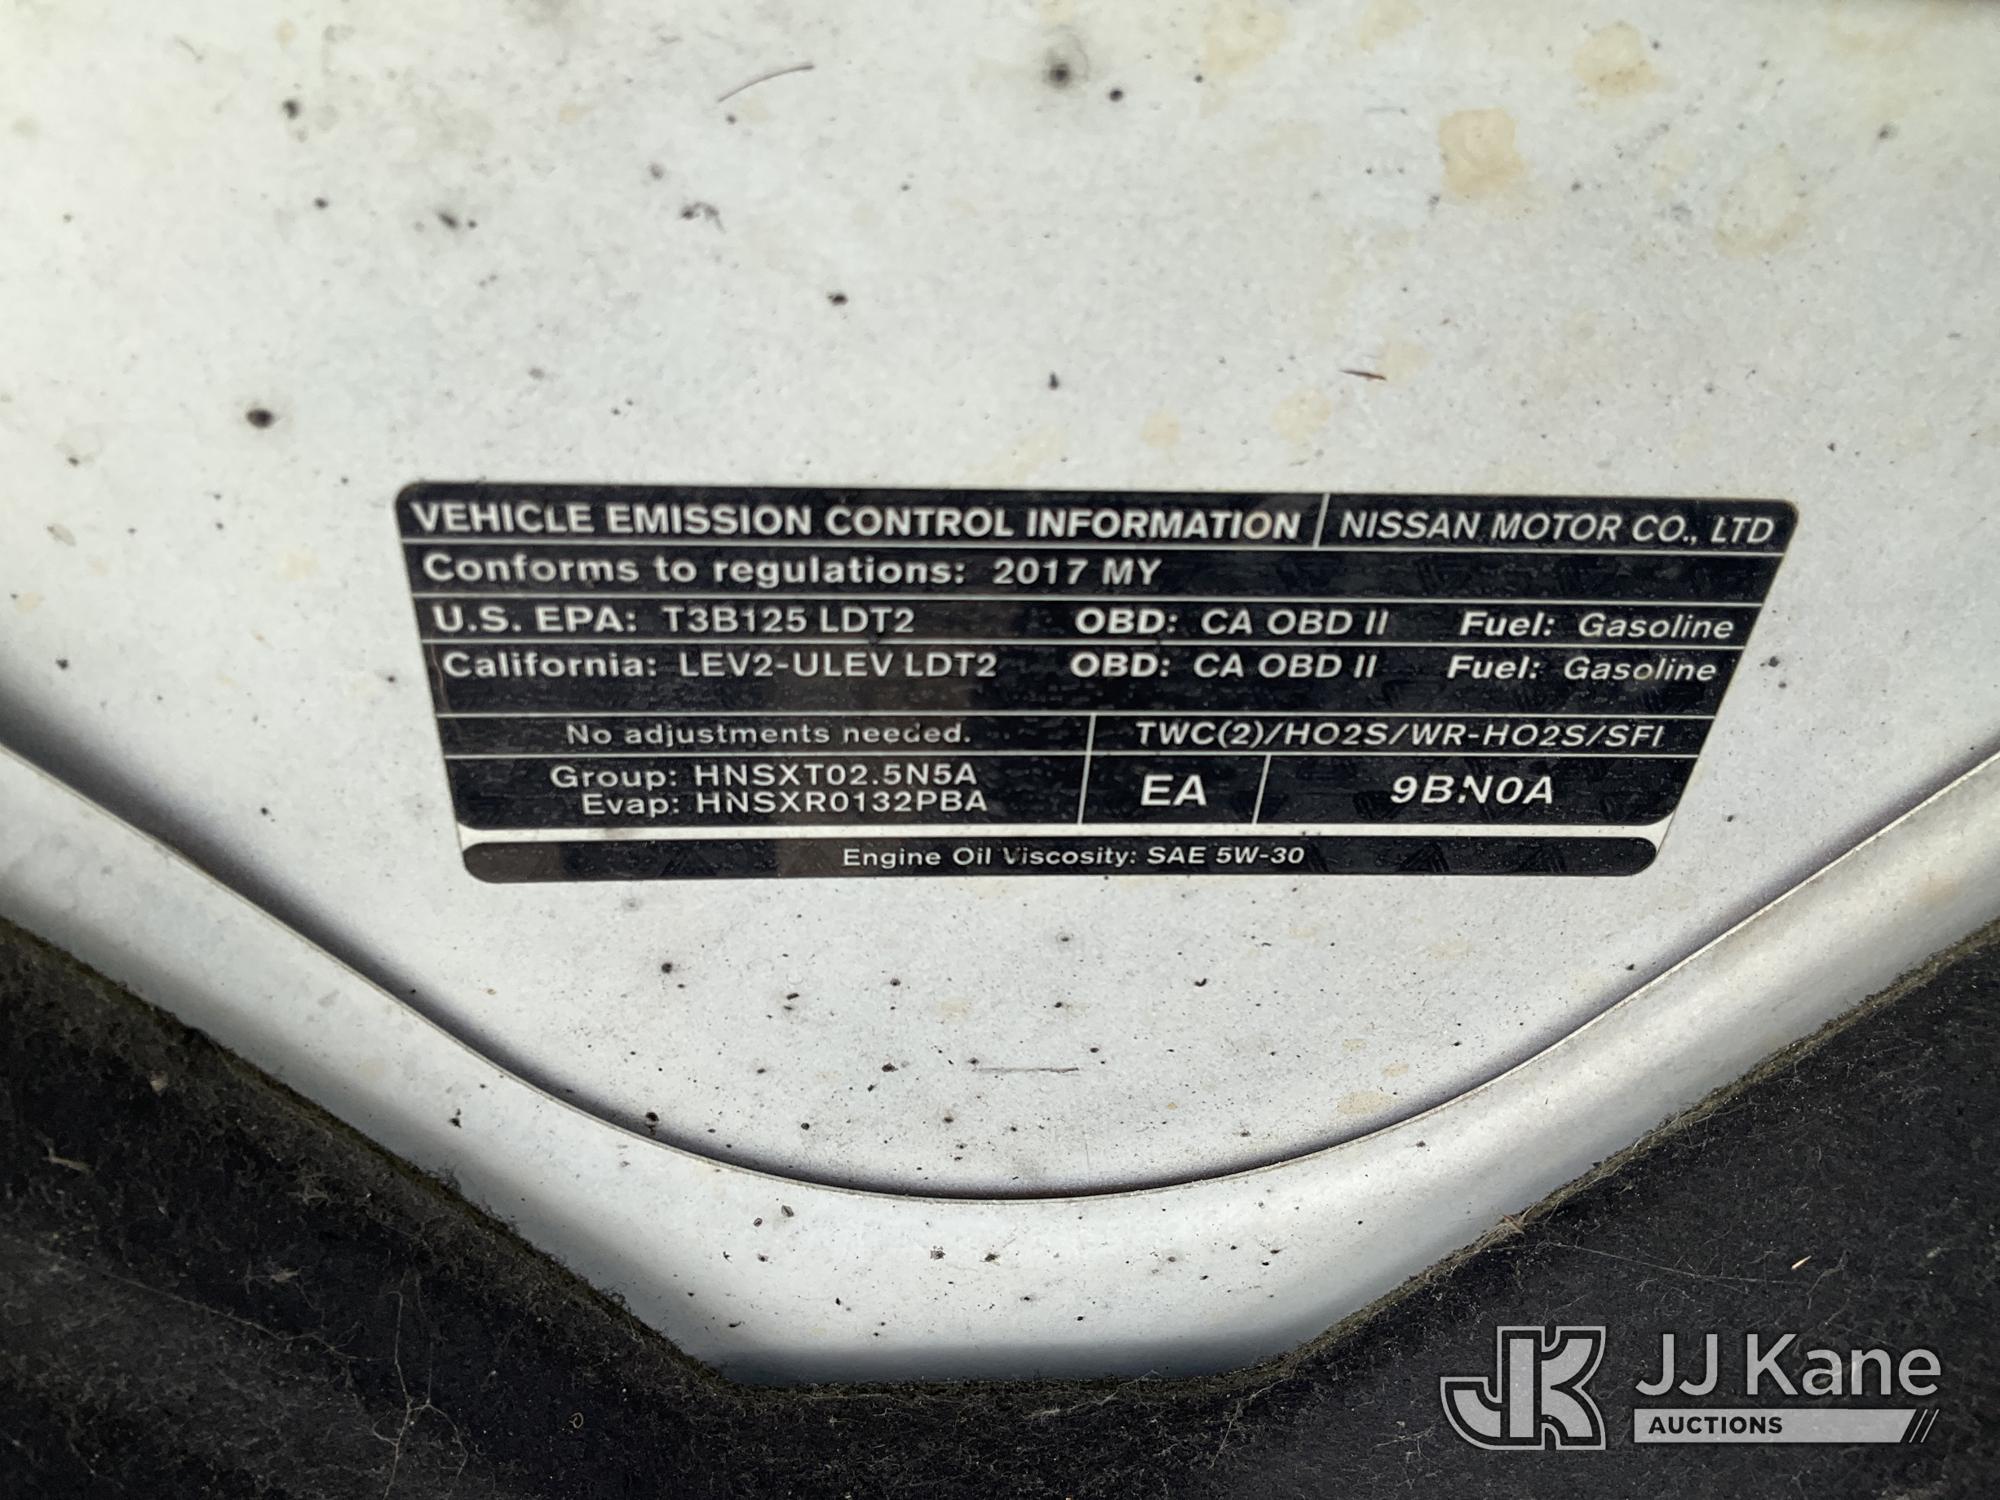 VEHICLE EMISSION CONTROL INFORMATION NISSAN MOTOR CO., LTD
Conforms to regulations: 2017 MY
U.S. EPA: T3B125 LDT2 OBD: CA OBD II Fuel: Gasoline
California: LEV2-ULEV LDT2 OBD: CA OBD II Fuel: Gasoline
No adjustments needed. TWC(2)/HO2S/WR-HO2S/SFI
Group: HNSXT02.5N5A
Evap: HNSXR0132PBA
EA 9BN0A
Engine Oil Viscosity: SAE 5W-30
JK JJ Kane
AUCTIONS